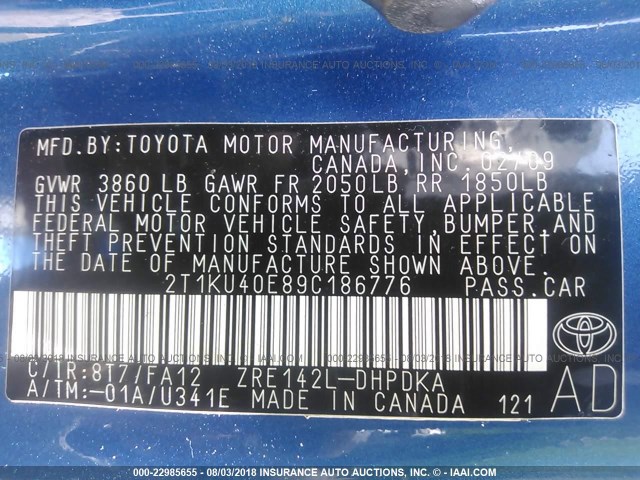 MFD.BY:TOYOTA MOTOR MANUFACTURING,
CANADA,INC. 02/09
GVWR 3860 LB GAWR FR 2050LB RR 1850LB
THIS VEHICLE CONFORMS TO ALL APPLICABLE
FEDERAL MOTOR VEHICLE SAFETY,BUMPER,AND
THEFT PREVENTION STANDARDS IN EFFECT ON
THE DATE OF MANUFACTURE SHOWN ABOVE.
2T1KU40E89C186776 PASS.CAR
C/TR:8T7/FA12 ZRE142L-DHPDKA
A/TM:-01A/U341E MADE IN CANADA 121
AD
000-22985655 - 08/03/2018 INSURANCE AUTO AUCTIONS, INC. - © - IAAI.COM